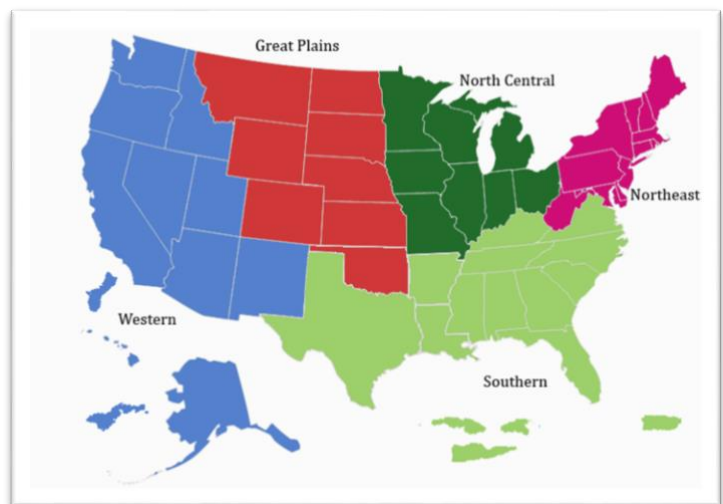 Great Plains
North Central
Northeast
Western
Southern